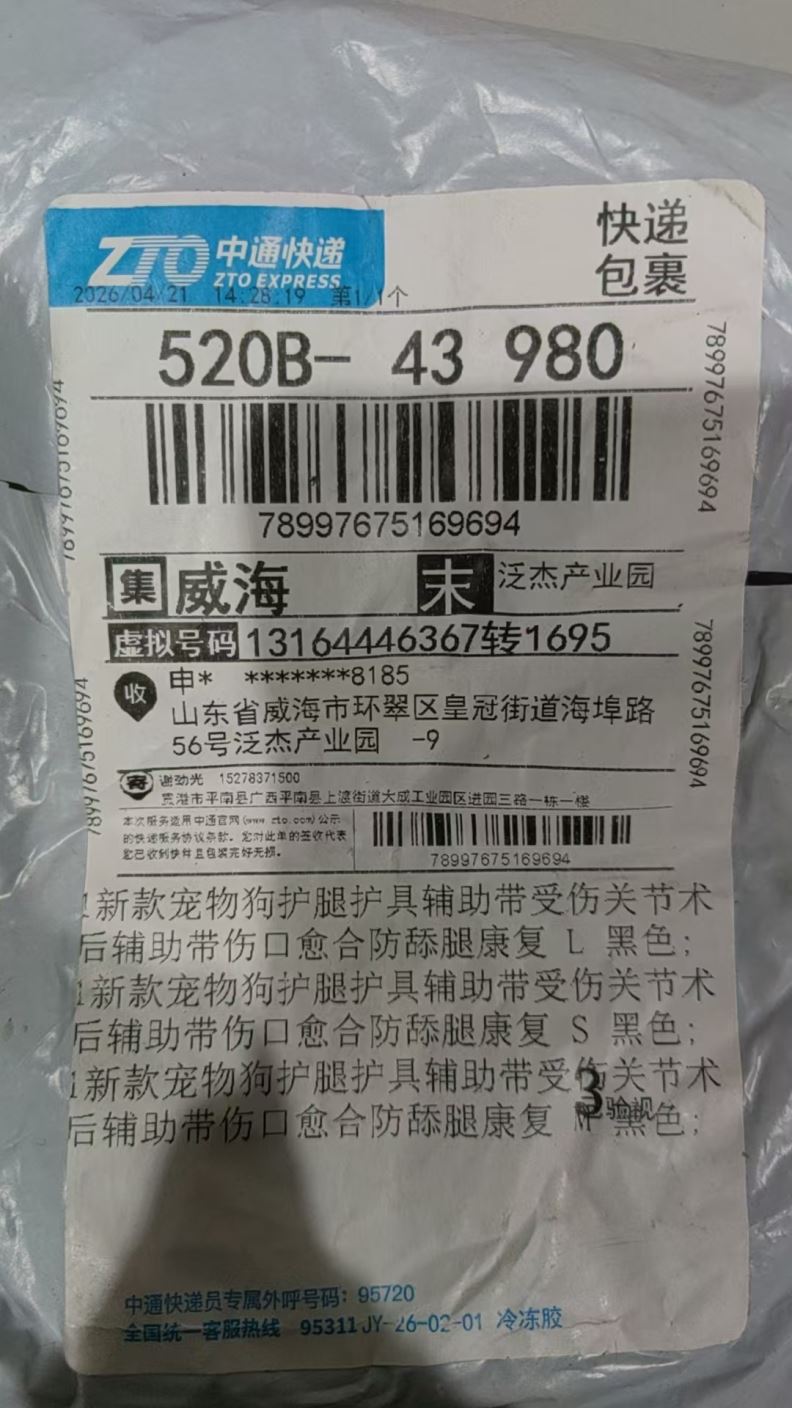 ZTO 中通快递
ZTO EXPRESS
快递
包裹
2026/04/21 14:28:19 第1/1个
520B- 43 980
78997675169694
78997675169694
78997675169694
集 威海 末 泛杰产业园
虚拟号码 13164446367转1695
78997675169694
78997675169694
收 申* *******8185
山东省威海市环翠区皇冠街道海埠路
56号泛杰产业园 -9
寄 谢劲光 15278371500
贵港市平南县广西平南县上渡街道大成工业园区进园三路一栋一楼
本次服务适用中通官网(www.zto.com)公示
的快递服务协议条款。您对此单的签收代表
您已收到快件且包装完好无损。
78997675169694
1新款宠物狗护腿护具辅助带受伤关节术
后辅助带伤口愈合防舔腿康复 L 黑色;
1新款宠物狗护腿护具辅助带受伤关节术
后辅助带伤口愈合防舔腿康复 S 黑色;
1新款宠物狗护腿护具辅助带受伤关节术
后辅助带伤口愈合防舔腿康复 M 黑色;
3 验视
中通快递员专属外呼号码：95720
全国统一客服热线 95311 JY-26-02-01 冷冻胶